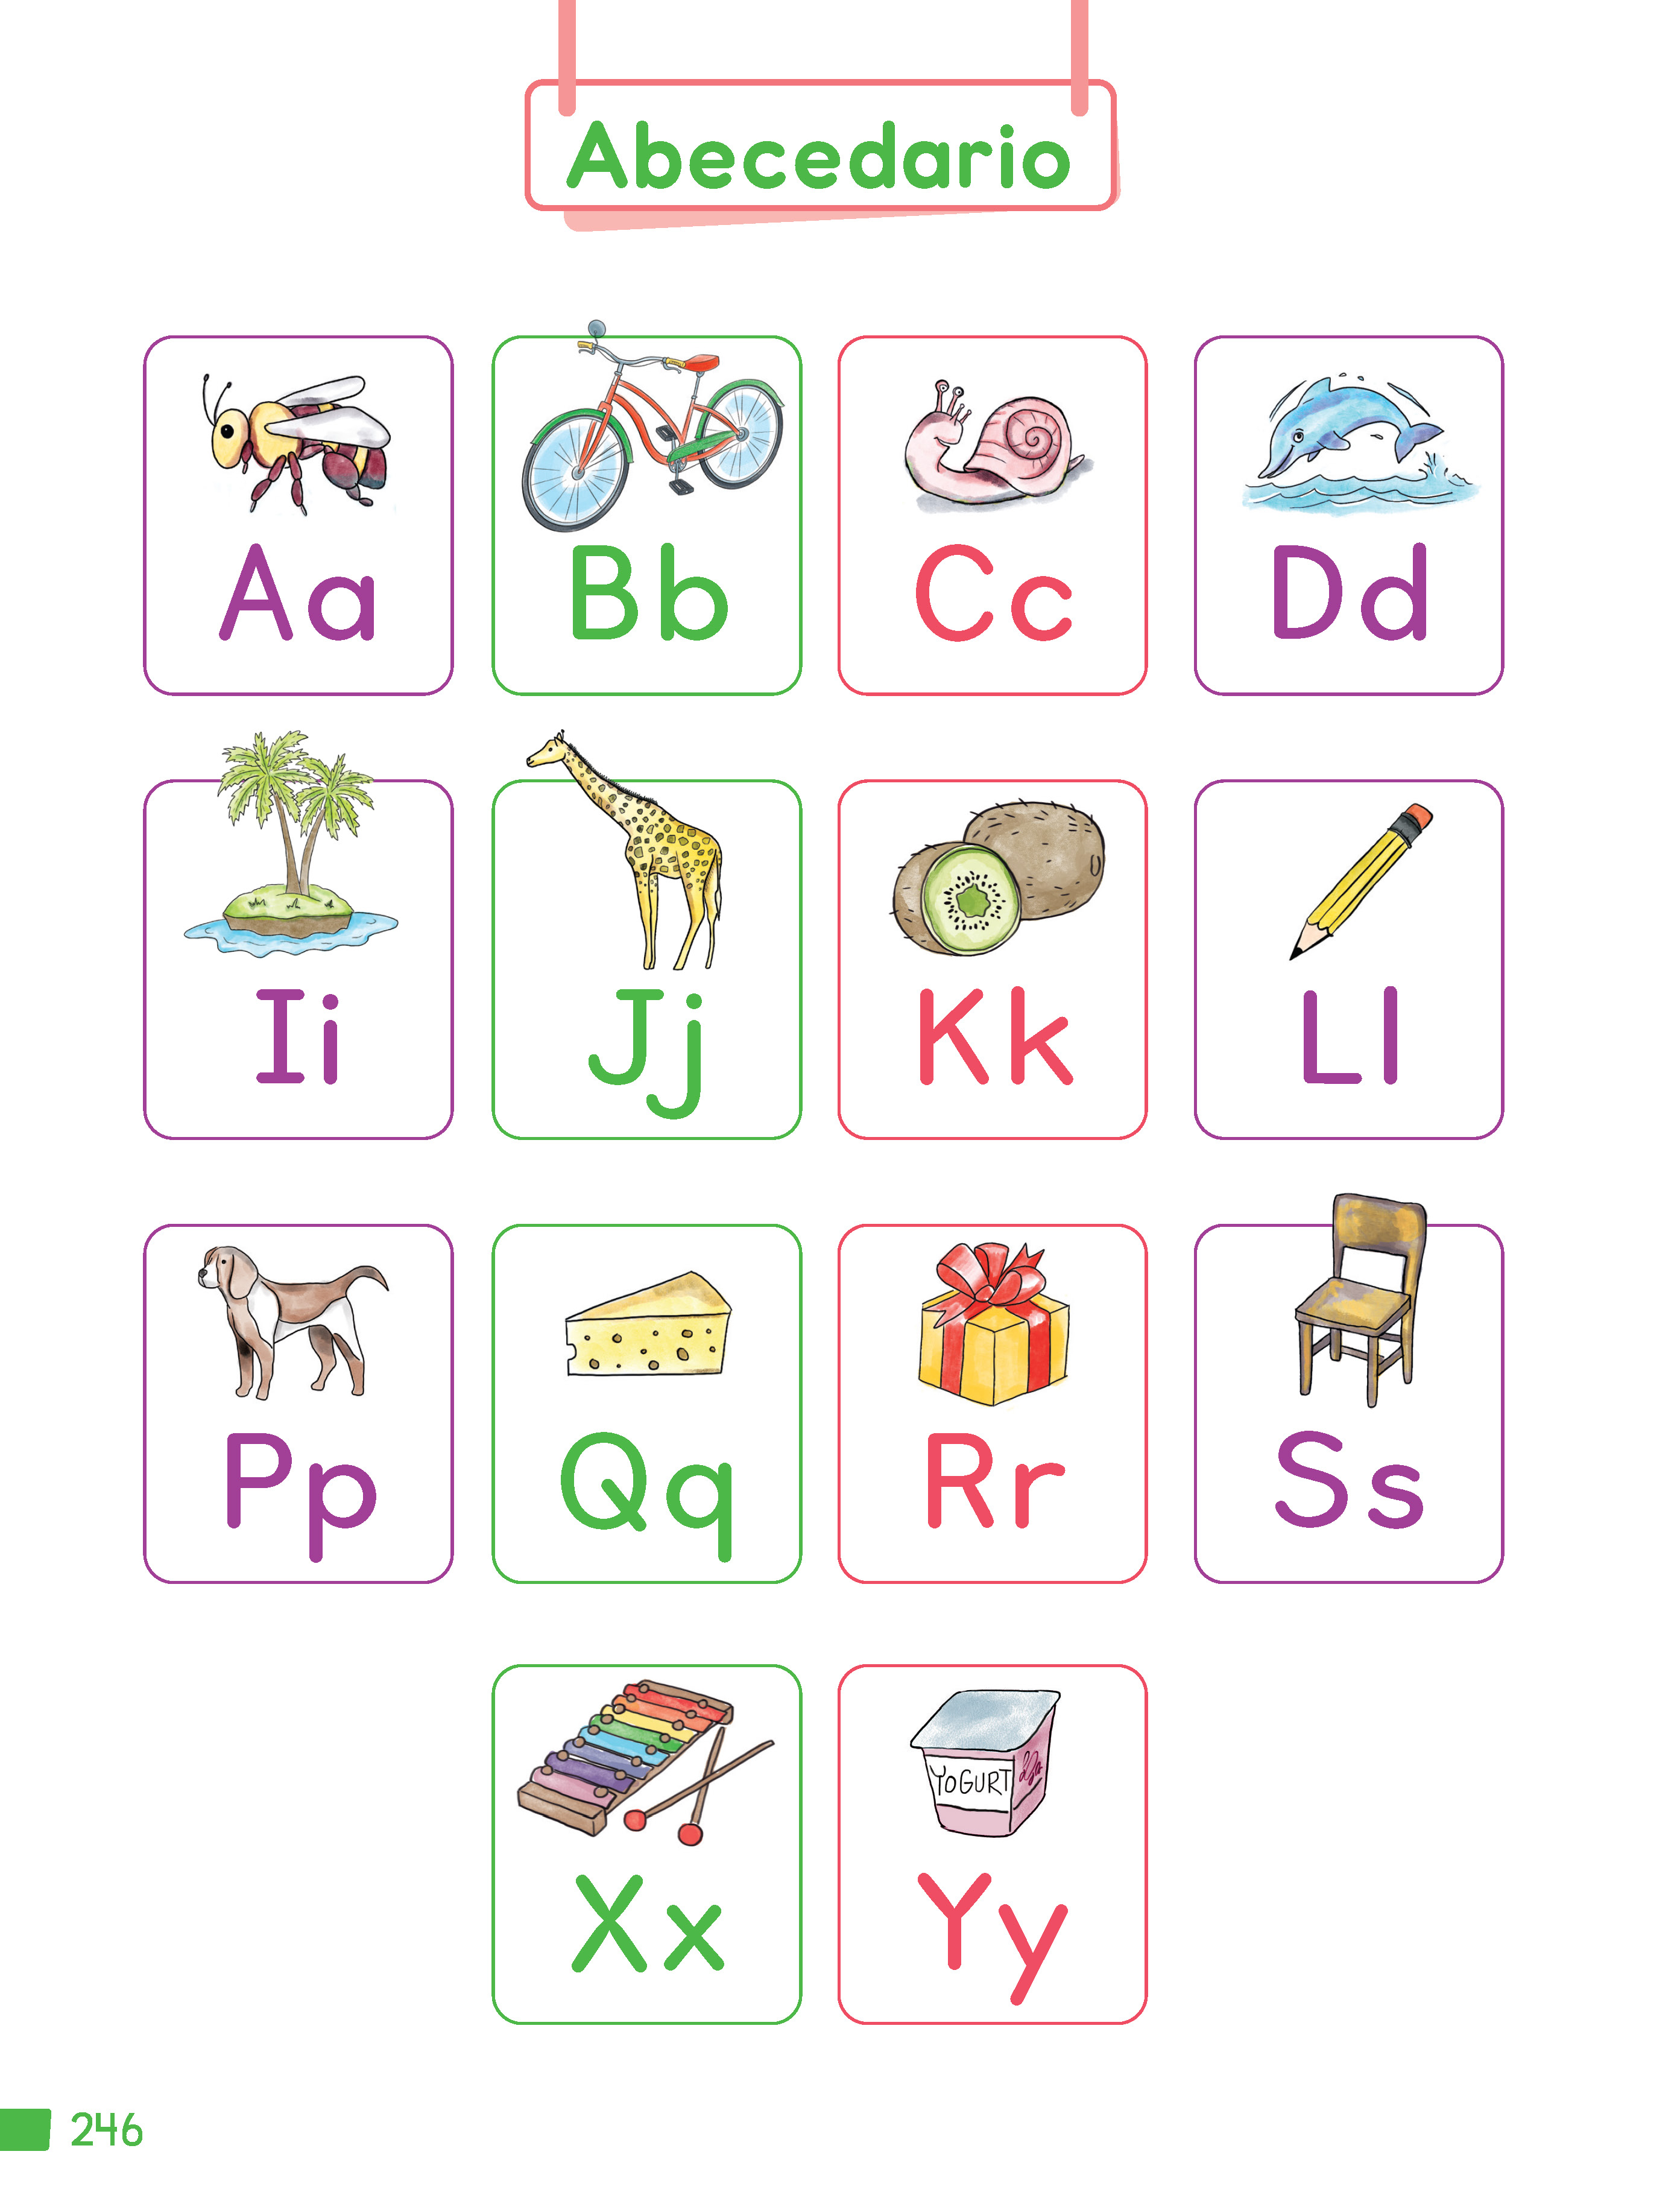 Abecedario
Aa
Bb
Cc
Dd
Ii
Jj
Kk
Ll
Pp
Qq
Rr
Ss
Xx
YOGURT
Yy
246